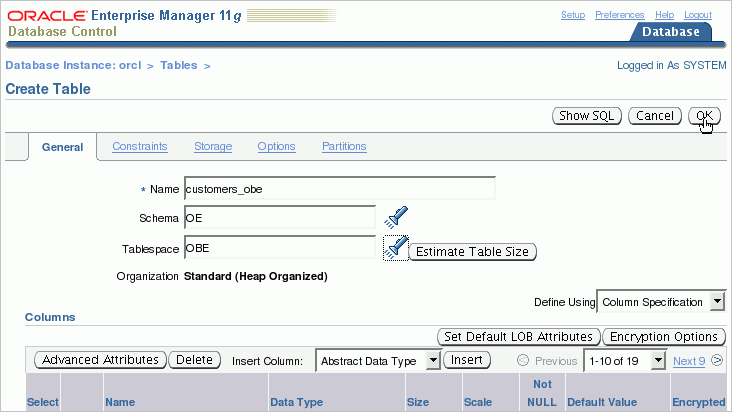 ORACLE Enterprise Manager 11g
Database Control
Setup Preferences Help Logout
Database
Database Instance: orcl > Tables >
Logged in As SYSTEM
Create Table
Show SQL Cancel OK
General Constraints Storage Options Partitions
* Name customers_obe
Schema OE
Tablespace OBE Estimate Table Size
Organization Standard (Heap Organized)
Define Using Column Specification
Columns
Set Default LOB Attributes Encryption Options
Advanced Attributes Delete Insert Column: Abstract Data Type Insert Previous 1-10 of 19 Next 9
Select Name Data Type Size Scale Not NULL Default Value Encrypted